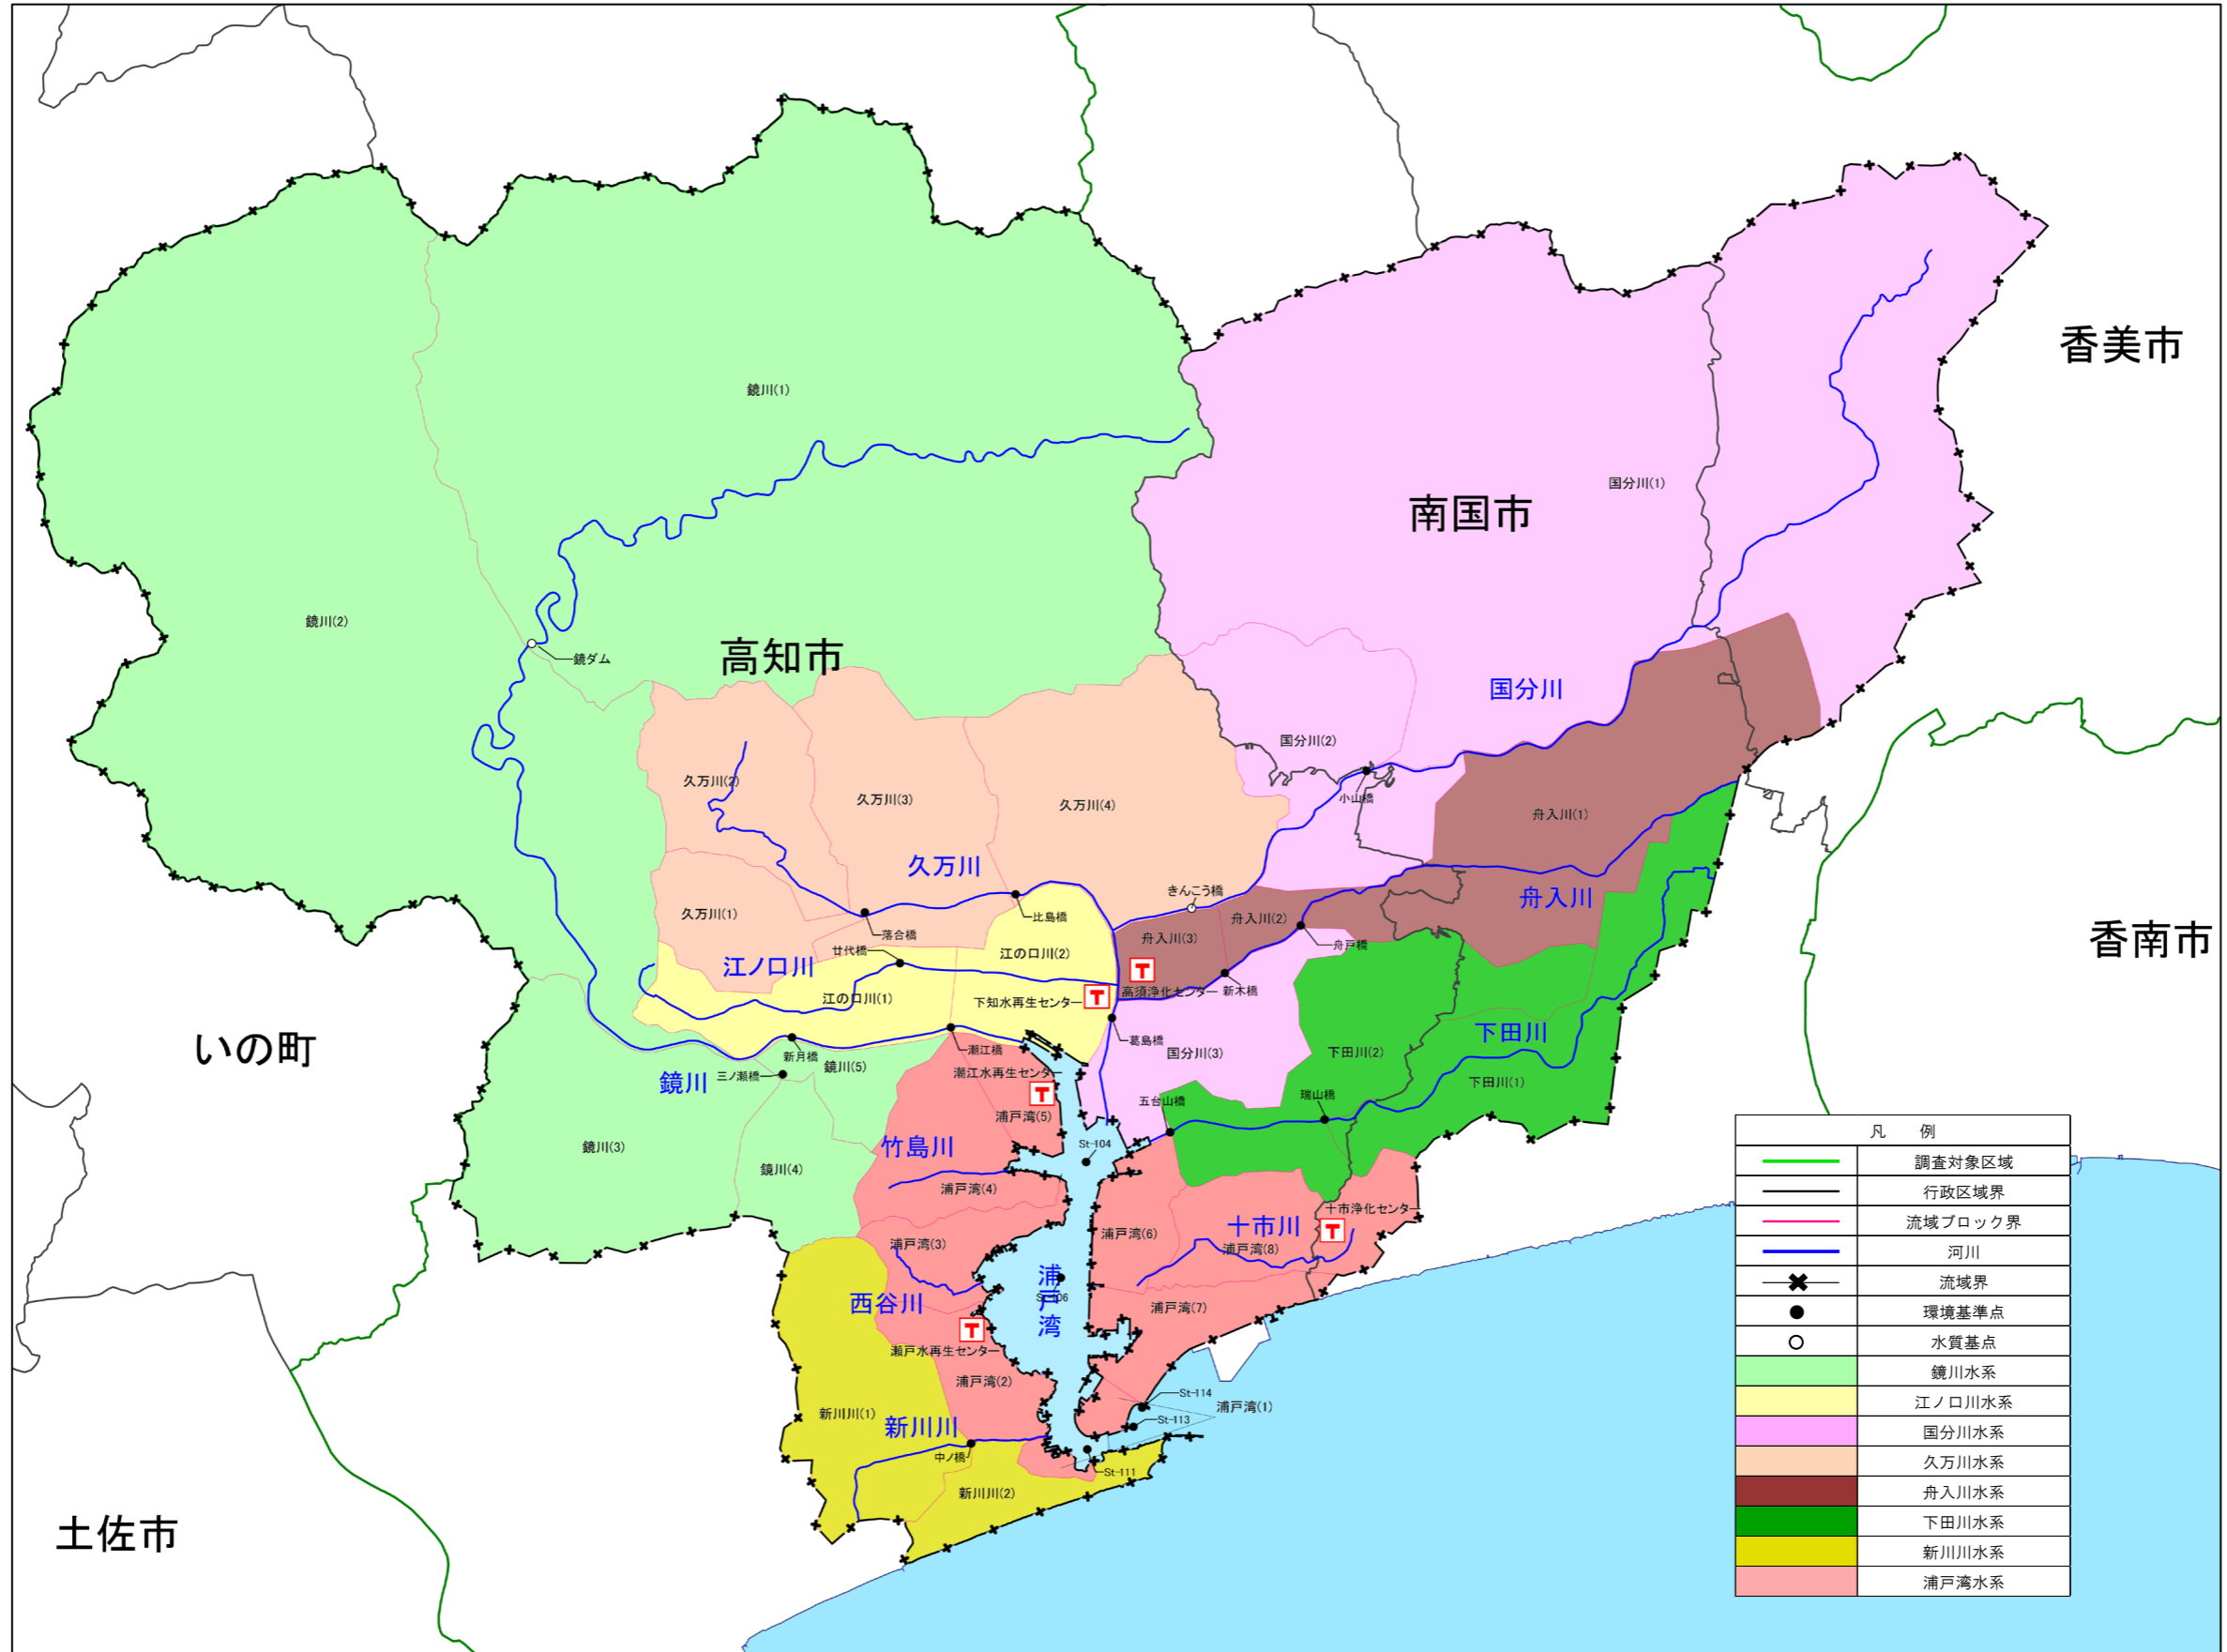 香美市
鏡川(1)
国分川(1)
南国市
鏡川(2)
高知市
鏡ダム
国分川
国分川(2)
久万川(2)
久万川(3)
久万川(4)
小山橋
舟入川(1)
久万川
きんこう橋
舟入川
久万川(1)
比島橋
舟入川(2)
落合橋
舟入川(3)
香南市
廿代橋
江の口川(2)
舟戸橋
江ノ口川
江の口川(1)
下知水再生センター
高須浄化センター
新木橋
下田川
いの町
葛島橋
新月橋
潮江橋
国分川(3)
下田川(2)
三ノ瀬橋
鏡川(5)
潮江水再生センター
鏡川
下田川(1)
五台山橋
瑞山橋
浦戸湾(5)
凡 例
竹島川
鏡川(3)
St-104
調査対象区域
鏡川(4)
浦戸湾(4)
行政区域界
十市浄化センター
流域ブロック界
十市川
浦戸湾(6)
浦戸湾(3)
浦戸湾(8)
河川
浦戸湾
流域界
St-106
西谷川
浦戸湾(7)
環境基準点
水質基点
瀬戸水再生センター
鏡川水系
浦戸湾(2)
St-114
江ノ口川水系
浦戸湾(1)
新川川(1)
St-113
新川川
国分川水系
中ノ橋
久万川水系
St-111
新川川(2)
舟入川水系
下田川水系
土佐市
新川川水系
浦戸湾水系